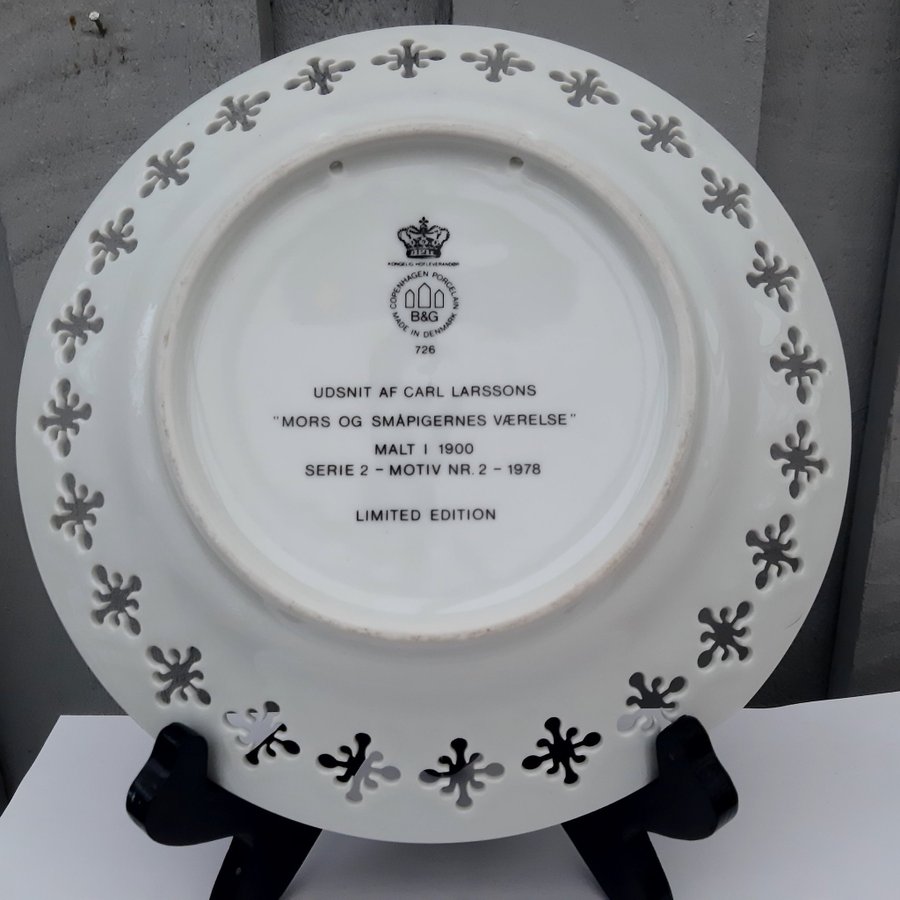 KONGELIG HOFLEVERANDØR
COPENHAGEN PORCELAIN
B&G
MADE IN DENMARK
726
UDSNIT AF CARL LARSSONS
"MORS OG SMÅPIGERNES VÆRELSE"
MALT I 1900
SERIE 2 - MOTIV NR. 2 - 1978
LIMITED EDITION